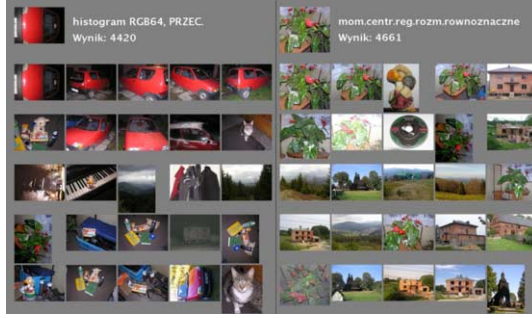 histogram RGB64, PRZEC.
Wynik: 4420
mom.centr.reg.rozm.rownoznaczne
Wynik: 4661